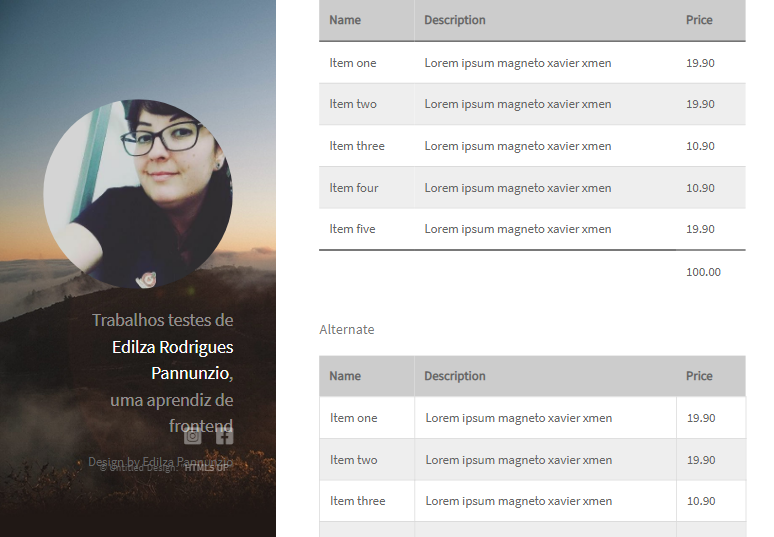 Trabalhos testes de
Edilza Rodrigues
Pannunzio,
uma aprendiz de
frontend
Design by Edilza Pannunzio
© Untitled Design. HTML5 UP
Name Description Price
Item one Lorem ipsum magneto xavier xmen 19.90
Item two Lorem ipsum magneto xavier xmen 19.90
Item three Lorem ipsum magneto xavier xmen 10.90
Item four Lorem ipsum magneto xavier xmen 10.90
Item five Lorem ipsum magneto xavier xmen 19.90
100.00
Alternate
Name Description Price
Item one Lorem ipsum magneto xavier xmen 19.90
Item two Lorem ipsum magneto xavier xmen 19.90
Item three Lorem ipsum magneto xavier xmen 10.90